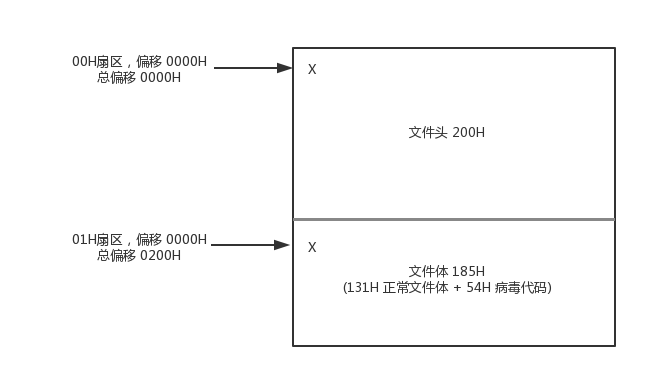 00H扇区，偏移 0000H
总偏移 0000H
X
文件头 200H
01H扇区，偏移 0000H
总偏移 0200H
X
文件体 185H
(131H 正常文件体 + 54H 病毒代码)